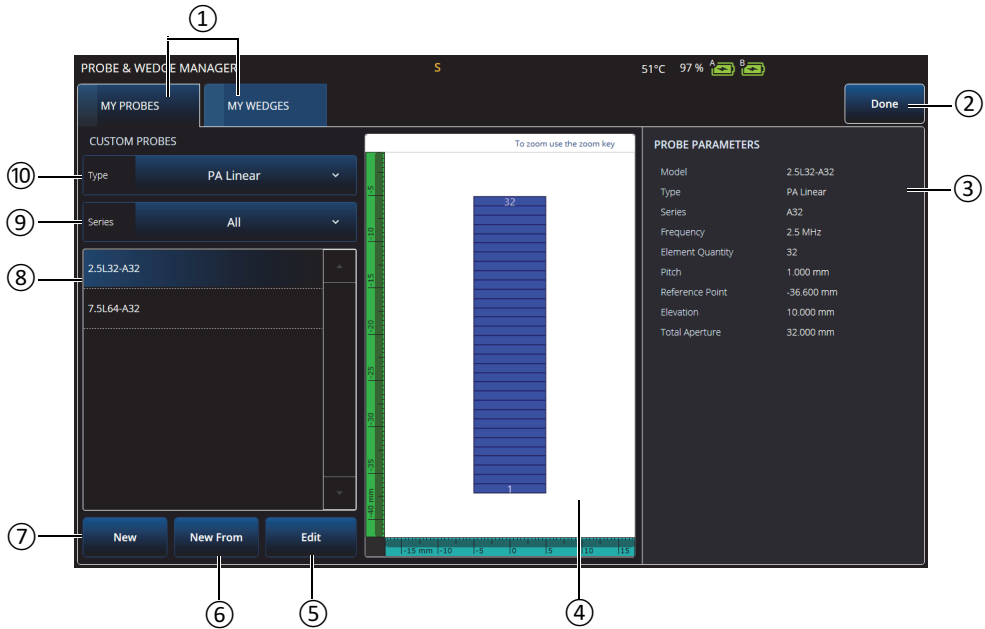 ①
PROBE & WEDGE MANAGER S 51°C 97 % A B
MY PROBES MY WEDGES Done ②
CUSTOM PROBES
⑩ Type PA Linear
⑨ Series All
⑧ 2.5L32-A32
7.5L64-A32
⑦ New New From Edit
⑥ ⑤
To zoom use the zoom key
32
1
-5
-10
-15
-20
-25
-30
-35
-40 mm
-15 mm -10 -5 0 5 10 15
④
PROBE PARAMETERS
Model 2.5L32-A32 ③
Type PA Linear
Series A32
Frequency 2.5 MHz
Element Quantity 32
Pitch 1.000 mm
Reference Point -36.600 mm
Elevation 10.000 mm
Total Aperture 32.000 mm